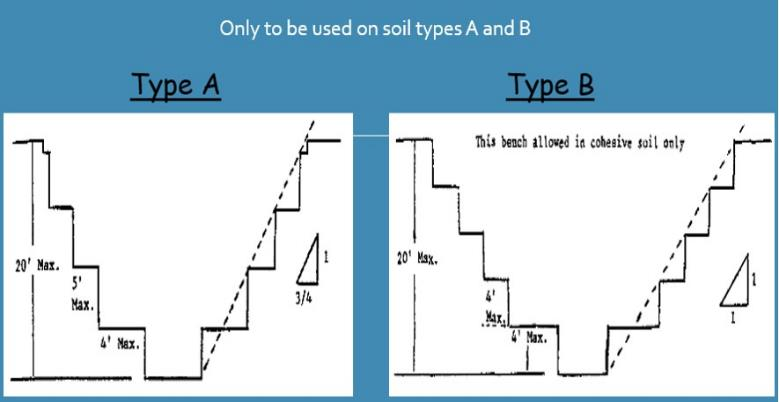 Only to be used on soil types A and B
Type A
Type B
This bench allowed in cohesive soil only
20' Max.
5'
Max.
4' Max.
1
3/4
20' Max.
4'
Max.
4' Max.
1
1